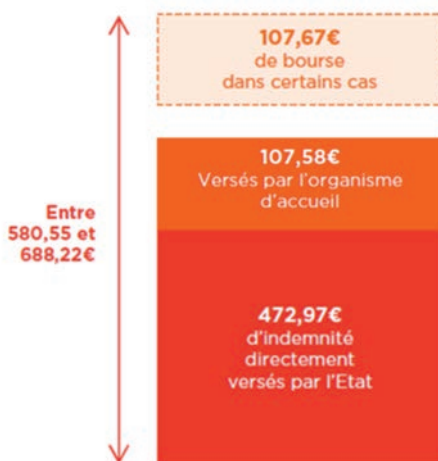 107,67€
de bourse
dans certains cas
107,58€
Versés par l'organisme
d'accueil
Entre
580,55 et
688,22€
472,97€
d'indemnité
directement
versés par l'Etat